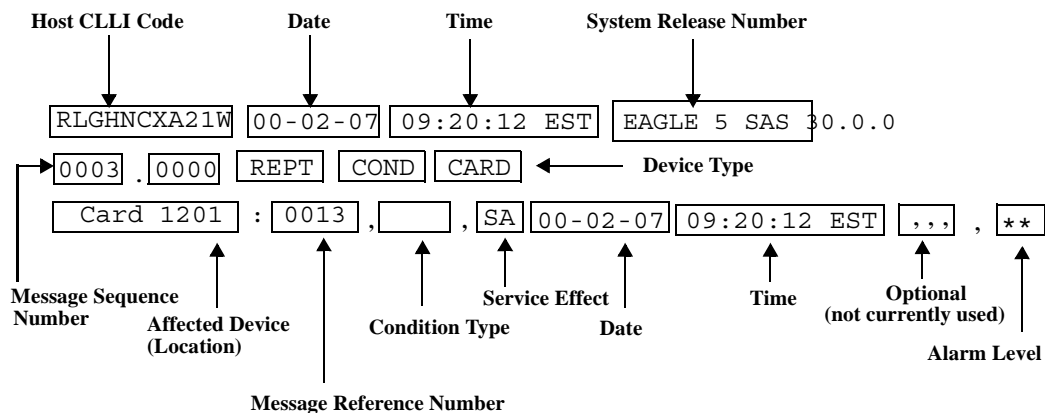 Host CLLI Code Date Time System Release Number
RLGHNCXA21W 00-02-07 09:20:12 EST EAGLE 5 SAS 30.0.0
0003 . 0000 REPT COND CARD Device Type
Card 1201 : 0013 , , SA 00-02-07 09:20:12 EST ,,, , **
Message Sequence Number
Affected Device (Location)
Message Reference Number
Condition Type
Service Effect
Date
Time
Optional (not currently used)
Alarm Level